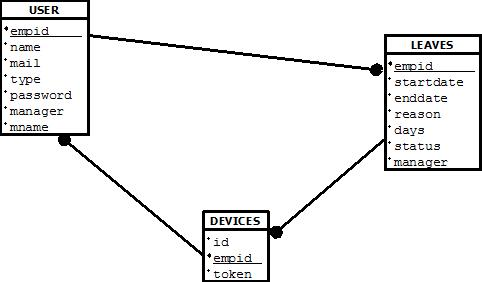 USER
*empid
*name
*mail
*type
*password
*manager
*mname
LEAVES
*empid
*startdate
*enddate
*reason
*days
*status
*manager
DEVICES
*id
*empid
*token